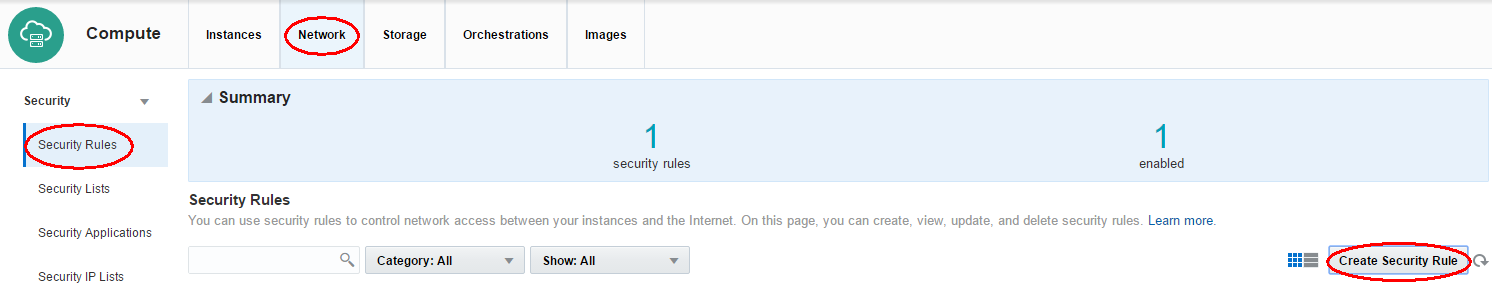 Compute Instances Network Storage Orchestrations Images
Security
Security Rules
Security Lists
Security Applications
Security IP Lists
Summary
1 1
security rules enabled
Security Rules
You can use security rules to control network access between your instances and the Internet. On this page, you can create, view, update, and delete security rules. Learn more.
Category: All Show: All Create Security Rule